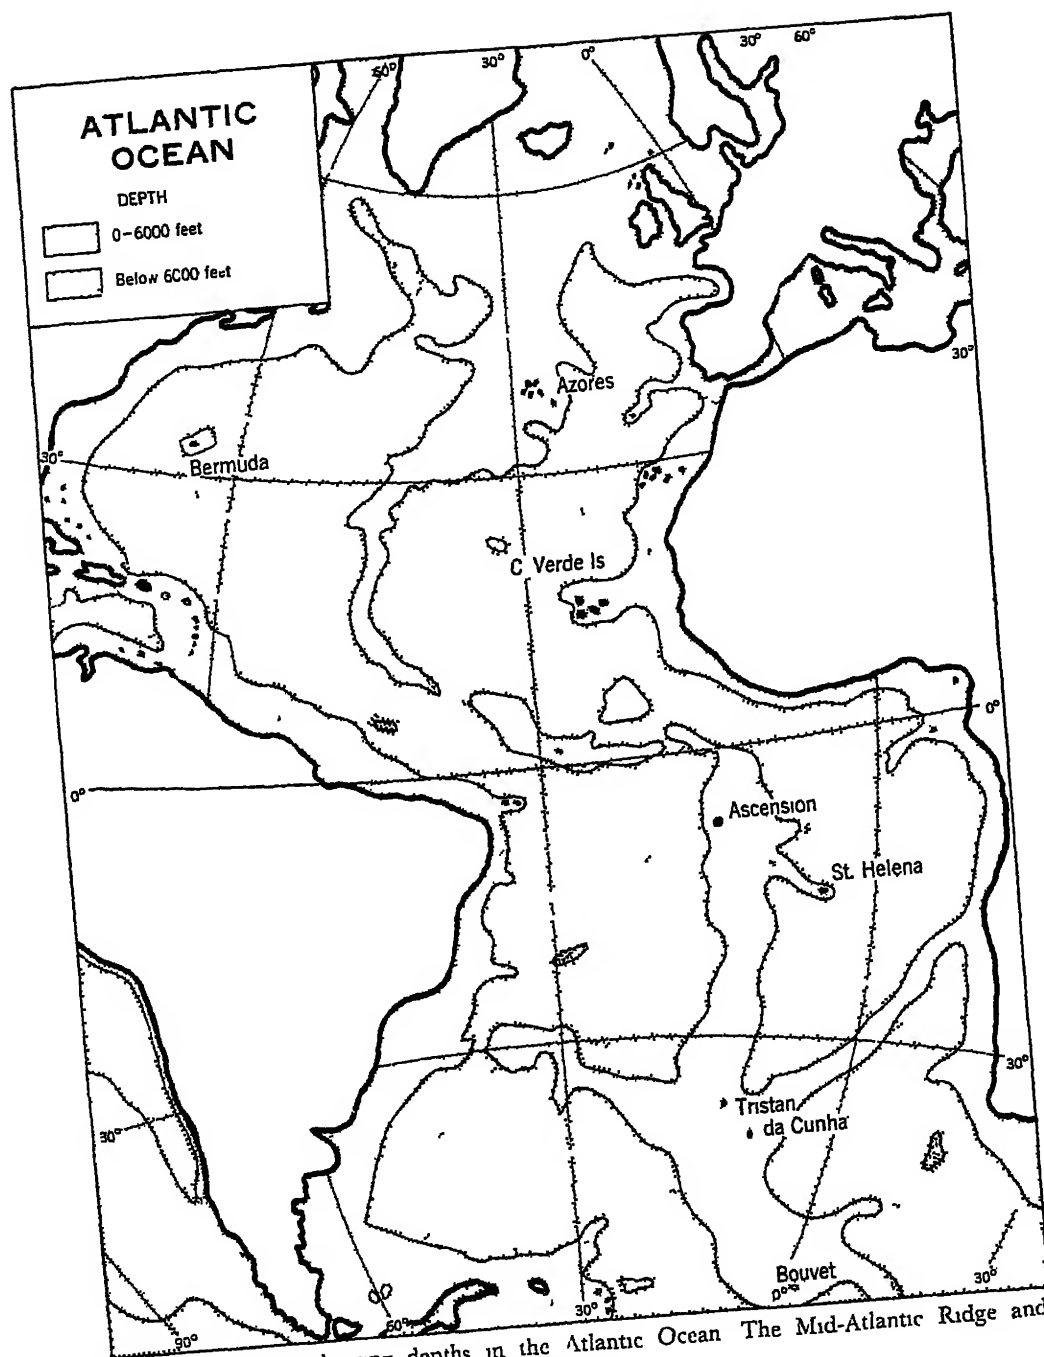 30° 0° 30° 60°
60°
ATLANTIC
OCEAN
DEPTH
0-6000 feet
Below 6000 feet
30°
Azores
30°
Bermuda
C Verde Is
0°
0°
Ascension
St. Helena
30°
Tristan
da Cunha
30°
Bouvet
0°
30°
30°
60°
90°
depths in the Atlantic Ocean The Mid-Atlantic Ridge and